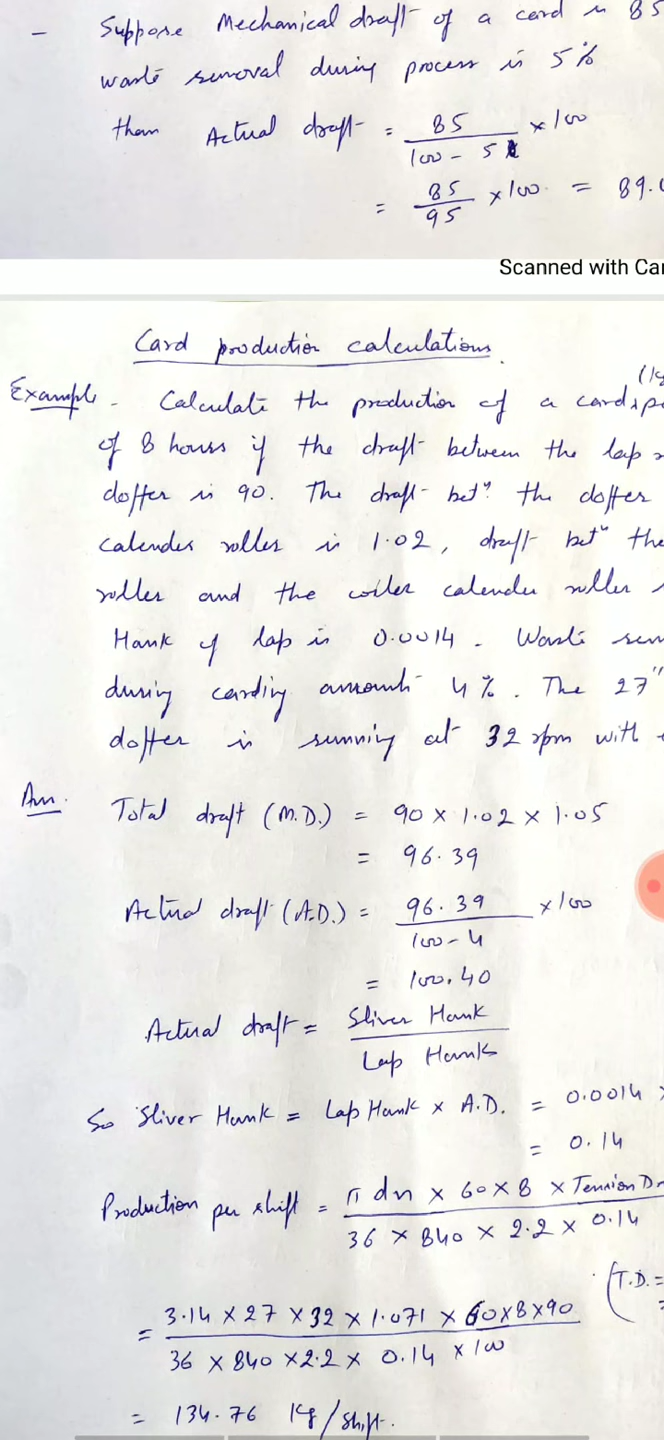 - Suppose Mechanical draft of a card is 85
waste removal during process is 5%
then Actual draft = 85 / 100 - 5 × 100
= 85 / 95 × 100 = 89.
Scanned with Ca
Card production calculations
Example - Calculate the production of a card
of 8 hours if the draft between the lap
doffer is 90. The draft betⁿ the doffer
calender roller is 1.02, draft betⁿ the
roller and the coiler calender roller
Hank of lap is 0.0014. Waste
during carding amounts 4%. The 27"
doffer is running at 32 rpm with
Ans. Total draft (M.D.) = 90 × 1.02 × 1.05
= 96.39
Actual draft (A.D.) = 96.39 / 100-4 × 100
= 100.40
Actual draft = Sliver Hank / Lap Hank
So Sliver Hank = Lap Hank × A.D. = 0.0014 ×
= 0.14
Production per shift = π dn × 60 × 8 × Tension / 36 × 840 × 2.2 × 0.14
(T.D. =
= 3.14 × 27 × 32 × 1.071 × 60×8×90 / 36 × 840 × 2.2 × 0.14 × 100
= 134.76 Kg/shift.